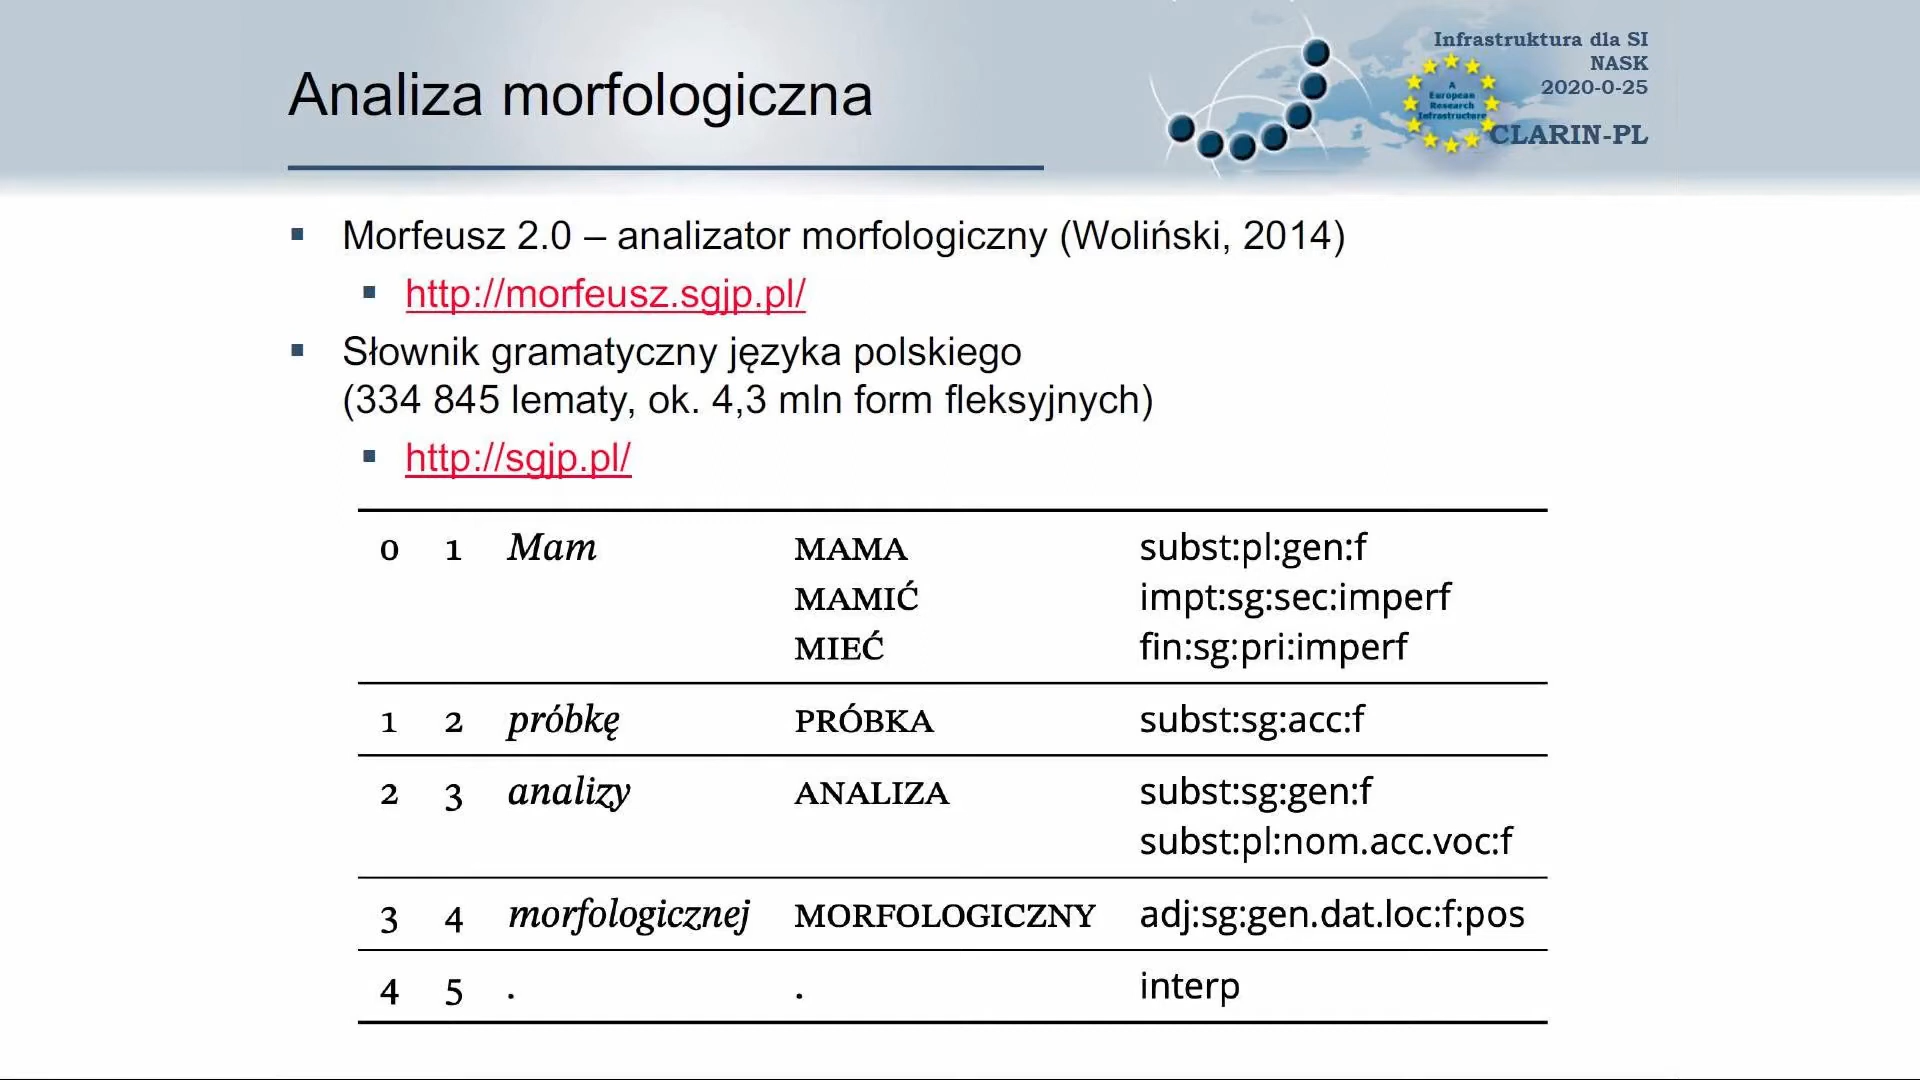 Analiza morfologiczna
Infrastruktura dla SI
NASK
2020-0-25
A
European
Research
Infrastructure
CLARIN-PL
Morfeusz 2.0 – analizator morfologiczny (Woliński, 2014)
http://morfeusz.sgjp.pl/
Słownik gramatyczny języka polskiego
(334 845 lematy, ok. 4,3 mln form fleksyjnych)
http://sgjp.pl/
0 1 Mam MAMA subst:pl:gen:f
MAMIĆ impt:sg:sec:imperf
MIEĆ fin:sg:pri:imperf
1 2 próbkę PRÓBKA subst:sg:acc:f
2 3 analizy ANALIZA subst:sg:gen:f
subst:pl:nom.acc.voc:f
3 4 morfologicznej MORFOLOGICZNY adj:sg:gen.dat.loc:f:pos
4 5 . . interp